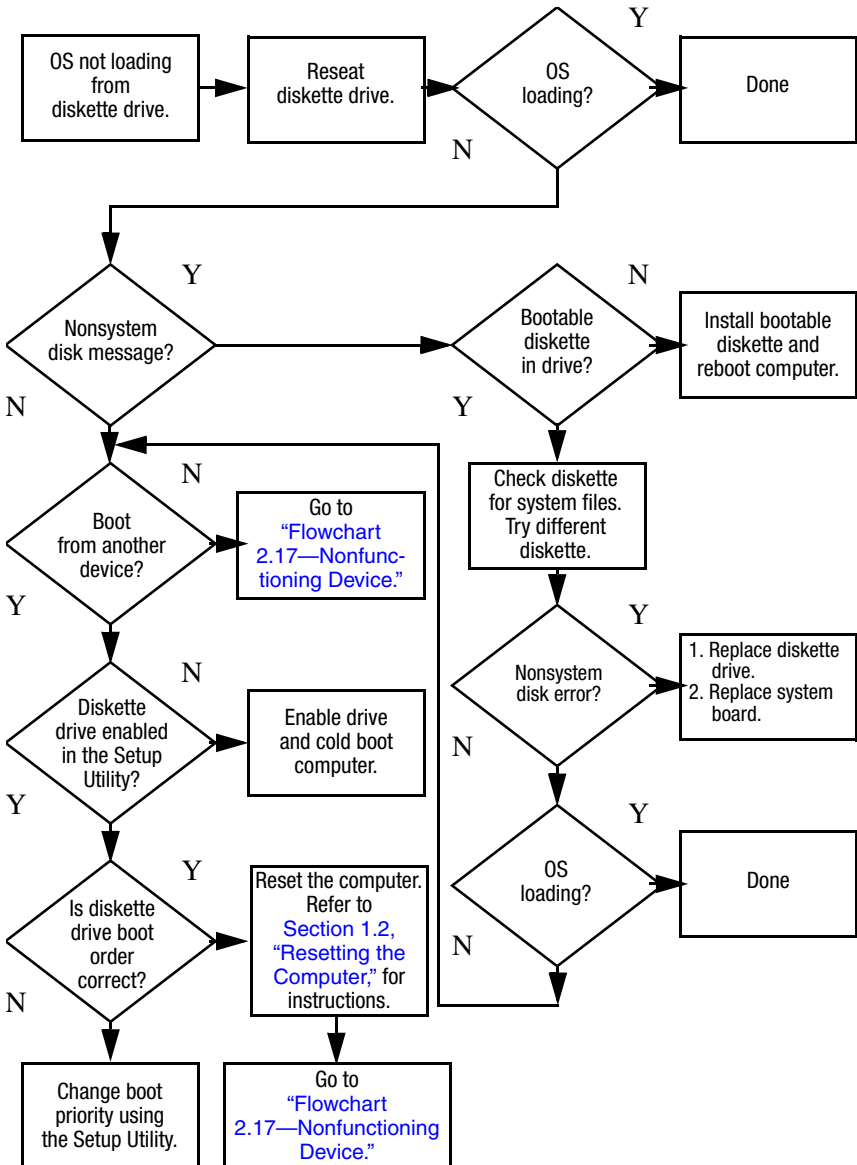 Y
OS not loading
from
diskette drive.
Reseat
diskette drive.
OS
loading?
Done
N
Y
Nonsystem
disk message?
N
N
Bootable
diskette
in drive?
Install bootable
diskette and
reboot computer.
Y
Check diskette
for system files.
Try different
diskette.
N
Boot
from another
device?
Go to
“Flowchart
2.17—Nonfunc-
tioning Device.”
Y
Y
Nonsystem
disk error?
1. Replace diskette
drive.
2. Replace system
board.
N
N
Diskette
drive enabled
in the Setup
Utility?
Enable drive
and cold boot
computer.
Y
Y
OS
loading?
Done
N
Y
Is diskette
drive boot
order
correct?
Reset the computer.
Refer to
Section 1.2,
“Resetting the
Computer,” for
instructions.
N
Change boot
priority using
the Setup Utility.
Go to
“Flowchart
2.17—Nonfunctioning
Device.”